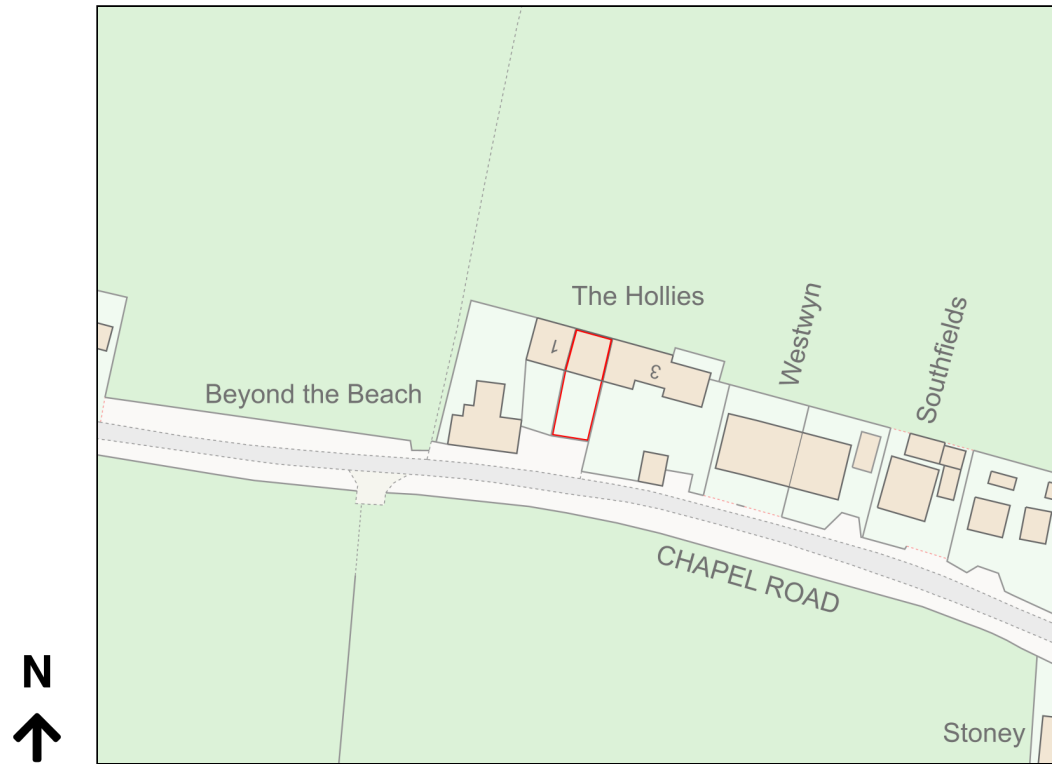 The Hollies
1
3
Westwyn
Southfields
Beyond the Beach
CHAPEL ROAD
N
Stoney